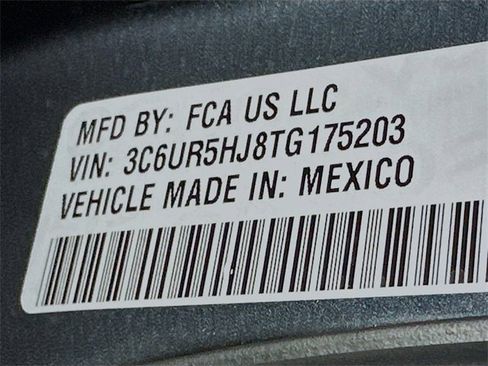 MFD BY: FCA US LLC
VIN: 3C6UR5HJ8TG175203
VEHICLE MADE IN: MEXICO